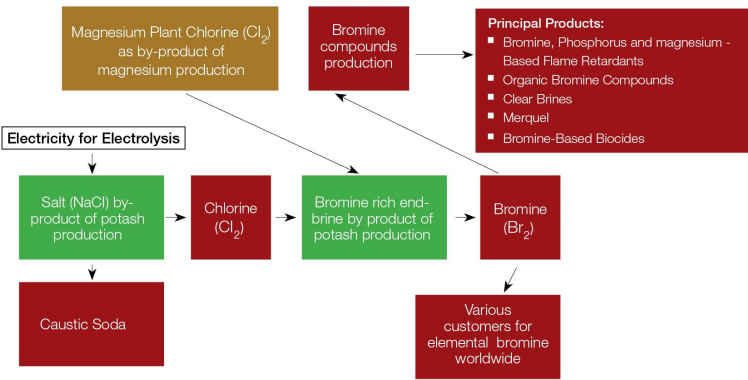 Magnesium Plant Chlorine (Cl₂)
as by-product of
magnesium production
Bromine
compounds
production
Principal Products:
▪ Bromine, Phosphorus and magnesium -
Based Flame Retardants
▪ Organic Bromine Compounds
▪ Clear Brines
▪ Merquel
▪ Bromine-Based Biocides
Electricity for Electrolysis
Salt (NaCl) by-
product of potash
production
Chlorine
(Cl₂)
Bromine rich end-
brine by product of
potash production
Bromine
(Br₂)
Caustic Soda
Various
customers for
elemental bromine
worldwide